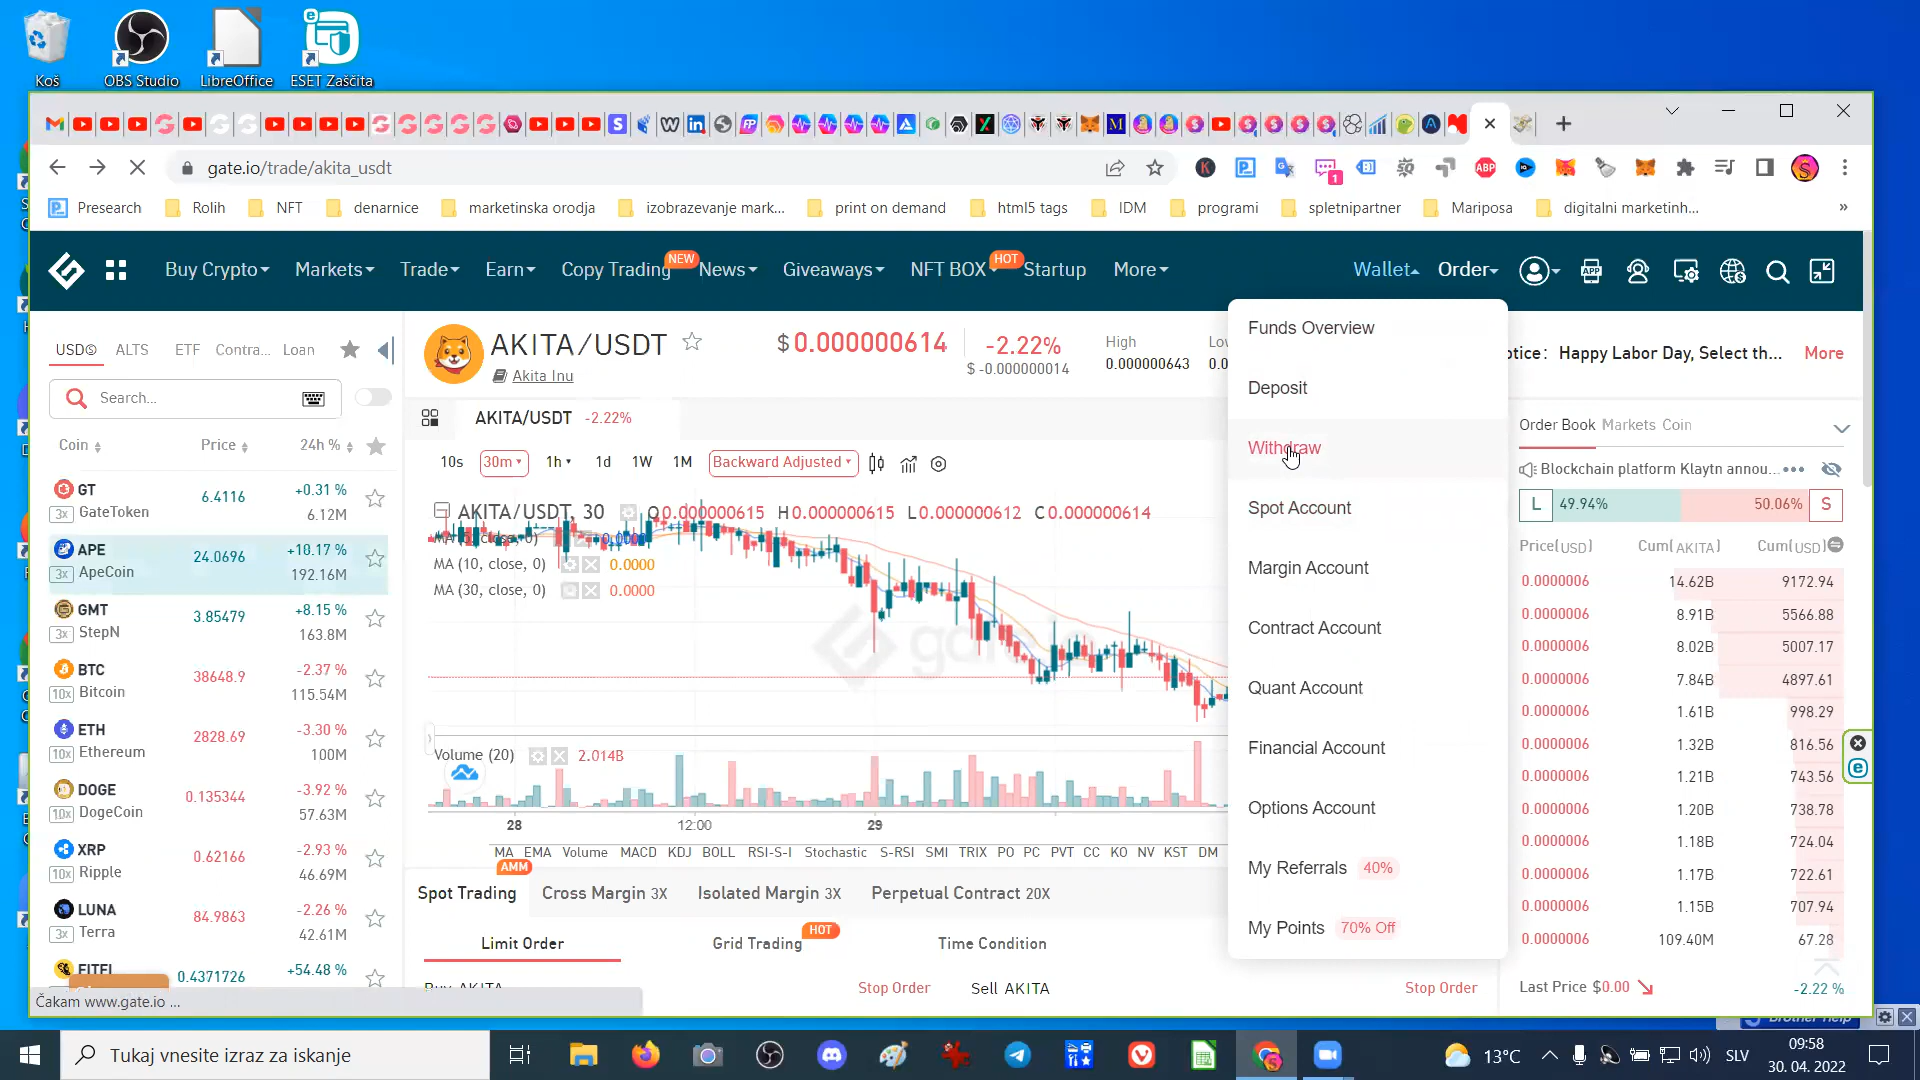 Koš
OBS Studio
LibreOffice
ESET Zaščita
gate.io/trade/akita_usdt
Presearch
Rolih
NFT
denarnice
marketinska orodja
izobrazevanje mark...
print on demand
html5 tags
IDM
programi
spletnipartner
Mariposa
digitalni marketinh...
»
Buy Crypto
Markets
Trade
Earn
Copy Trading
NEW
News
Giveaways
NFT BOX
HOT
Startup
More
Wallet
Order
USDⓈ
ALTS
ETF
Contra...
Loan
Search...
Coin
Price
24h %
GT
6.4116
+0.31 %
3x
GateToken
6.12M
APE
24.0696
+10.17 %
3x
ApeCoin
192.16M
GMT
3.85479
+8.15 %
3x
StepN
163.8M
BTC
38648.9
-2.37 %
10x
Bitcoin
115.54M
ETH
2828.69
-3.30 %
10x
Ethereum
100M
DOGE
0.135344
-3.92 %
10x
DogeCoin
57.63M
XRP
0.62166
-2.93 %
10x
Ripple
46.69M
LUNA
84.9863
-2.26 %
3x
Terra
42.61M
0.4371726
+54.48 %
Čakam www.gate.io ...
AKITA/USDT
Akita Inu
$0.000000614
-2.22%
$ -0.000000014
High
0.000000643
AKITA/USDT -2.22%
10s
30m
1h
1d
1W
1M
Backward Adjusted
AKITA/USDT, 30
O0.000000615 H0.000000615 L0.000000612 C0.000000614
MA (10, close, 0)
0.0000
MA (30, close, 0)
0.0000
Volume (20)
2.014B
28
12:00
29
MA EMA Volume MACD KDJ BOLL RSI-S-I Stochastic S-RSI SMI TRIX PO PC PVT CC KO NV KST DM
AMM
Spot Trading
Cross Margin 3X
Isolated Margin 3X
Perpetual Contract 20X
Limit Order
Grid Trading
HOT
Time Condition
Buy AKITA
Stop Order
Sell AKITA
Stop Order
Funds Overview
Deposit
Withdraw
Spot Account
Margin Account
Contract Account
Quant Account
Financial Account
Options Account
My Referrals 40%
My Points 70% Off
otice: Happy Labor Day, Select th...
More
Order Book
Markets
Coin
Blockchain platform Klaytn annou...
L
49.94%
50.06%
S
Price(USD)
Cum(AKITA)
Cum(USD)
0.0000006 14.62B 9172.94
0.0000006 8.91B 5566.88
0.0000006 8.02B 5007.17
0.0000006 7.84B 4897.61
0.0000006 1.61B 998.29
0.0000006 1.32B 816.56
0.0000006 1.21B 743.56
0.0000006 1.20B 738.78
0.0000006 1.18B 724.04
0.0000006 1.17B 722.61
0.0000006 1.15B 707.94
0.0000006 109.40M 67.28
Last Price $0.00
-2.22 %
Tukaj vnesite izraz za iskanje
13°C
SLV
09:58
30. 04. 2022